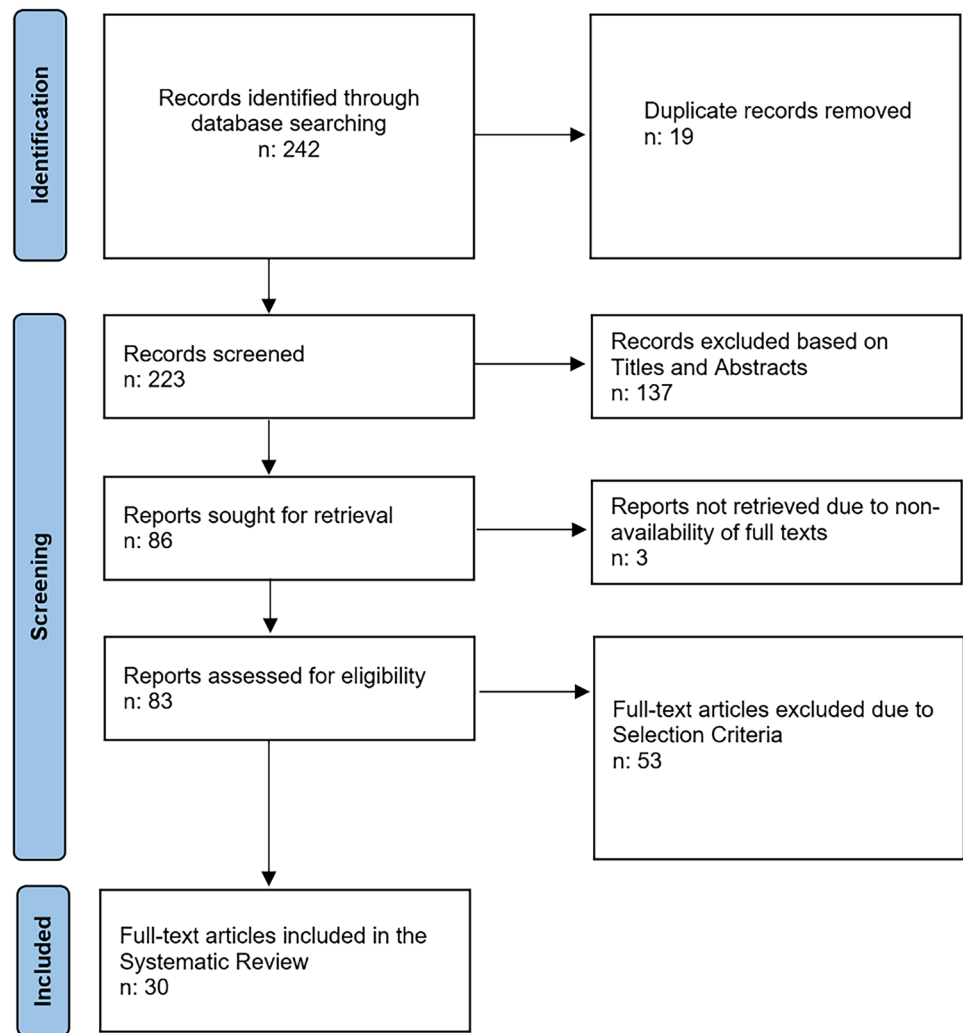 Identification
Records identified through
database searching
n: 242
Duplicate records removed
n: 19
Screening
Records screened
n: 223
Records excluded based on
Titles and Abstracts
n: 137
Reports sought for retrieval
n: 86
Reports not retrieved due to non-
availability of full texts
n: 3
Reports assessed for eligibility
n: 83
Full-text articles excluded due to
Selection Criteria
n: 53
Included
Full-text articles included in the
Systematic Review
n: 30